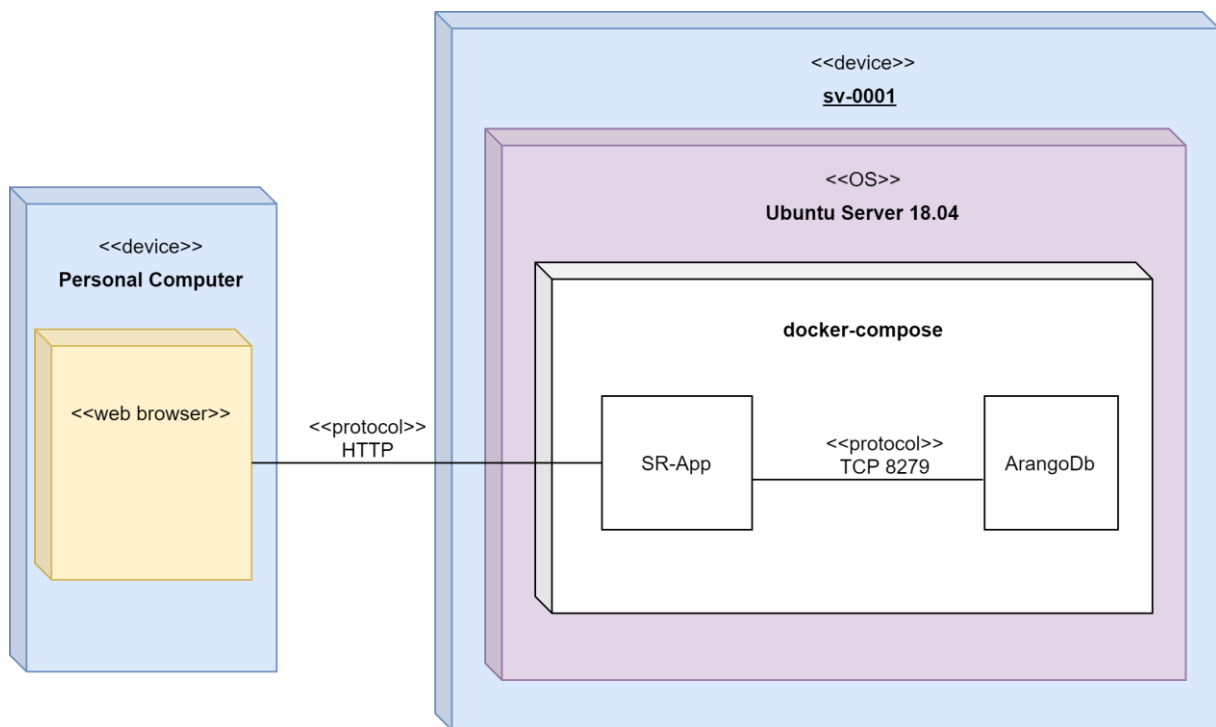 <<device>>
sv-0001
<<OS>>
Ubuntu Server 18.04
<<device>>
Personal Computer
docker-compose
<<web browser>>
<<protocol>>
HTTP
SR-App
<<protocol>>
TCP 8279
ArangoDb